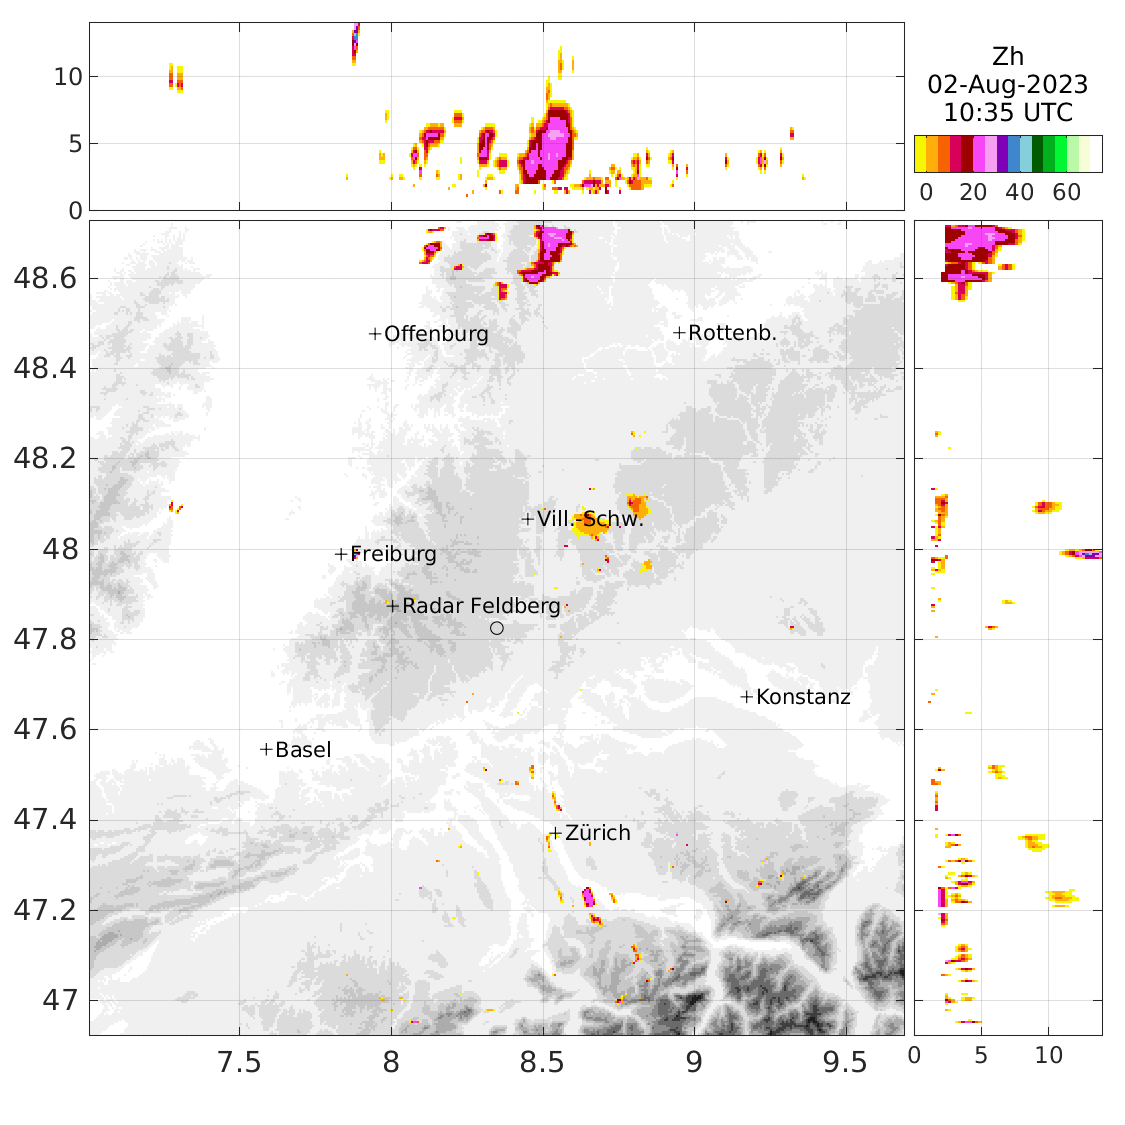 Zh
02-Aug-2023
10:35 UTC
0 20 40 60
10
5
0
48.6
48.4
48.2
48
47.8
47.6
47.4
47.2
47
Offenburg
Rottenb.
Vill.-Schw.
Freiburg
Radar Feldberg
Konstanz
Basel
Zürich
7.5 8 8.5 9 9.5
0 5 10